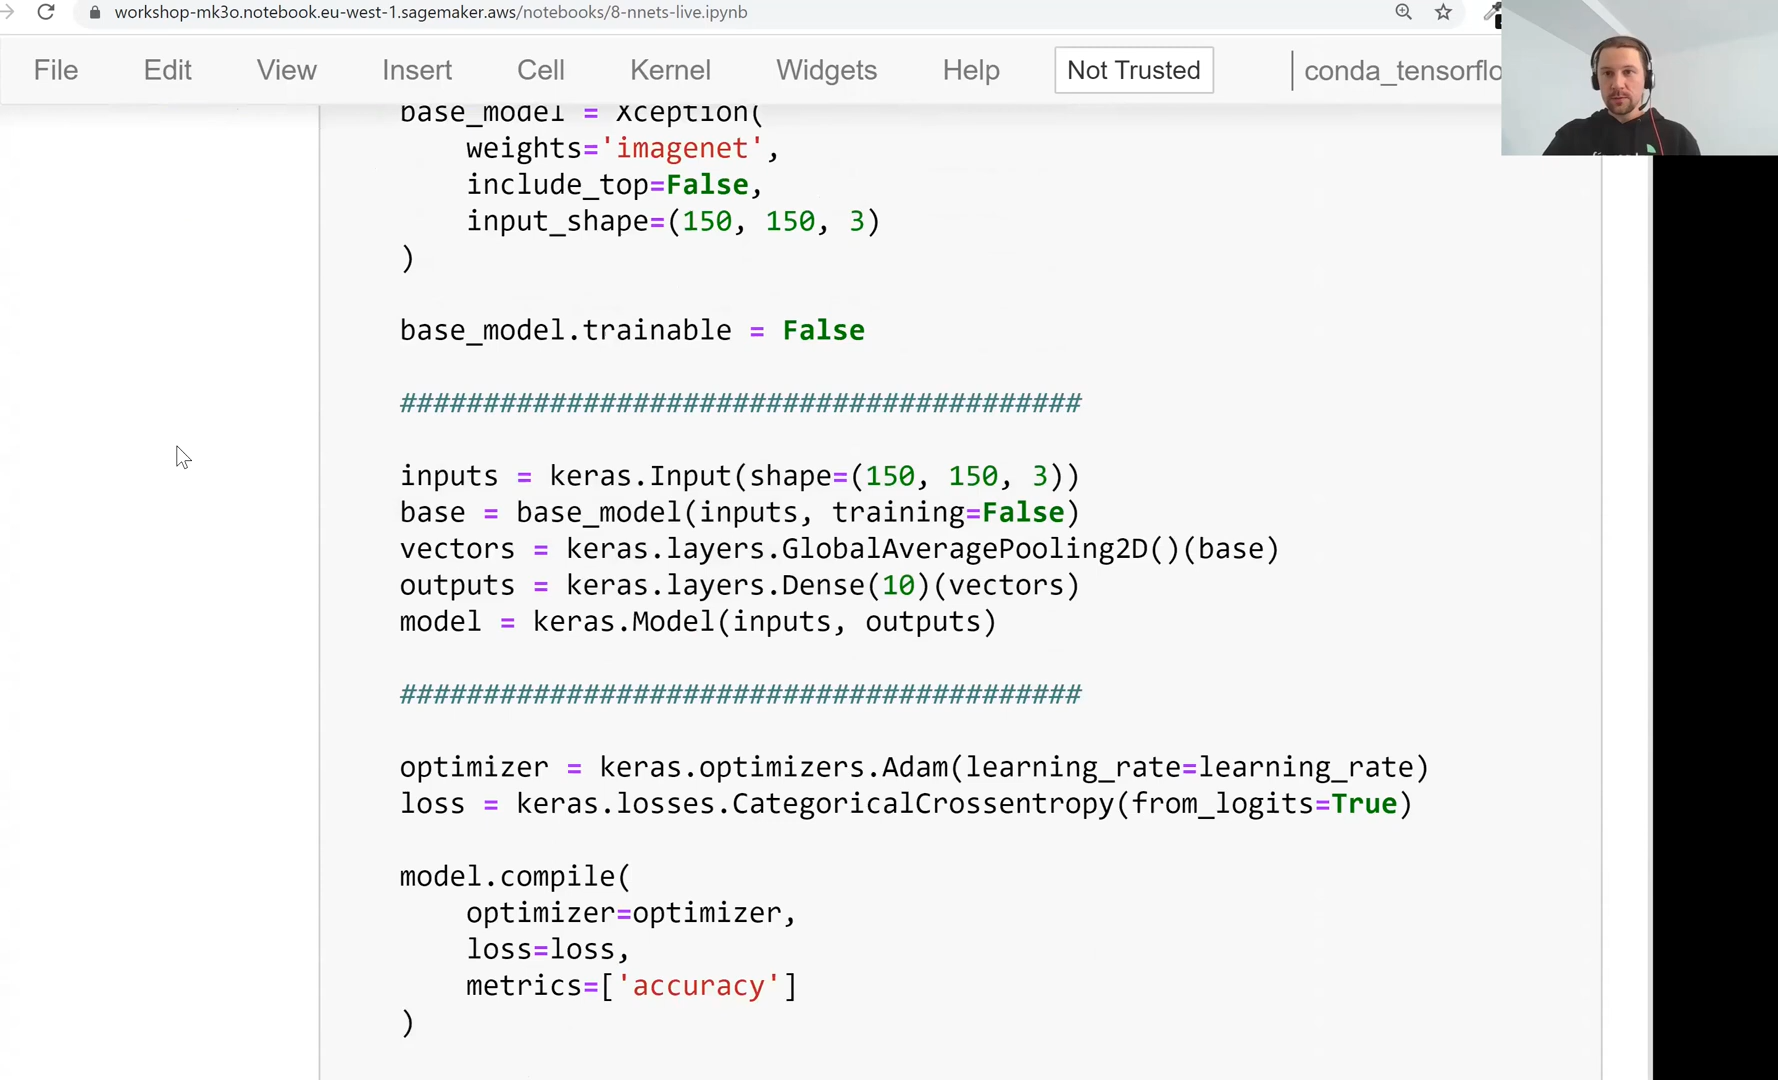 workshop-mk3o.notebook.eu-west-1.sagemaker.aws/notebooks/8-nnets-live.ipynb
File Edit View Insert Cell Kernel Widgets Help Not Trusted conda_tensorflo
base_model = Xception(
weights='imagenet',
include_top=False,
input_shape=(150, 150, 3)
)
base_model.trainable = False
#########################################
inputs = keras.Input(shape=(150, 150, 3))
base = base_model(inputs, training=False)
vectors = keras.layers.GlobalAveragePooling2D()(base)
outputs = keras.layers.Dense(10)(vectors)
model = keras.Model(inputs, outputs)
#########################################
optimizer = keras.optimizers.Adam(learning_rate=learning_rate)
loss = keras.losses.CategoricalCrossentropy(from_logits=True)
model.compile(
optimizer=optimizer,
loss=loss,
metrics=['accuracy']
)